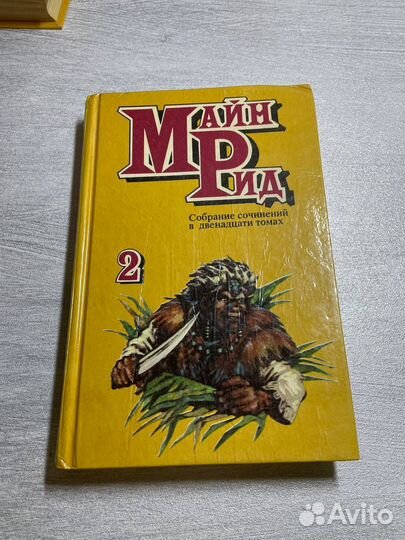 МАЙН
РИД
Собрание сочинений
в двенадцати томах
2
Avito